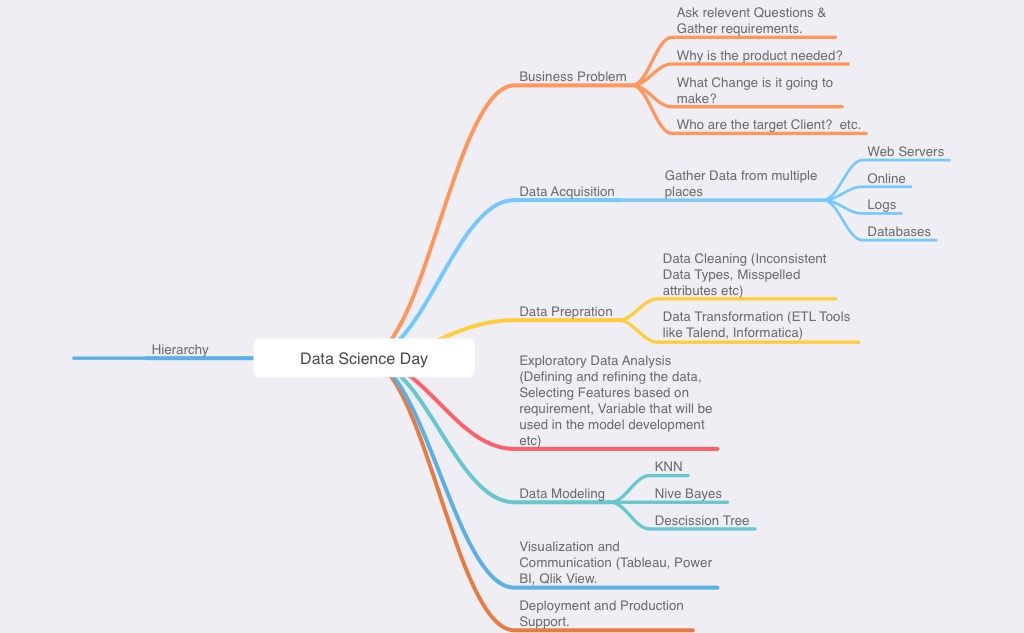 Ask relevent Questions &
Gather requirements.
Why is the product needed?
Business Problem
What Change is it going to
make?
Who are the target Client?  etc.
Web Servers
Gather Data from multiple
places
Online
Data Acquisition
Logs
Databases
Data Cleaning (Inconsistent
Data Types, Misspelled
attributes etc)
Data Prepration
Data Transformation (ETL Tools
like Talend, Informatica)
Hierarchy
Data Science Day
Exploratory Data Analysis
(Defining and refining the data,
Selecting Features based on
requirement, Variable that will be
used in the model development
etc)
KNN
Data Modeling
Nive Bayes
Descission Tree
Visualization and
Communication (Tableau, Power
BI, Qlik View.
Deployment and Production
Support.